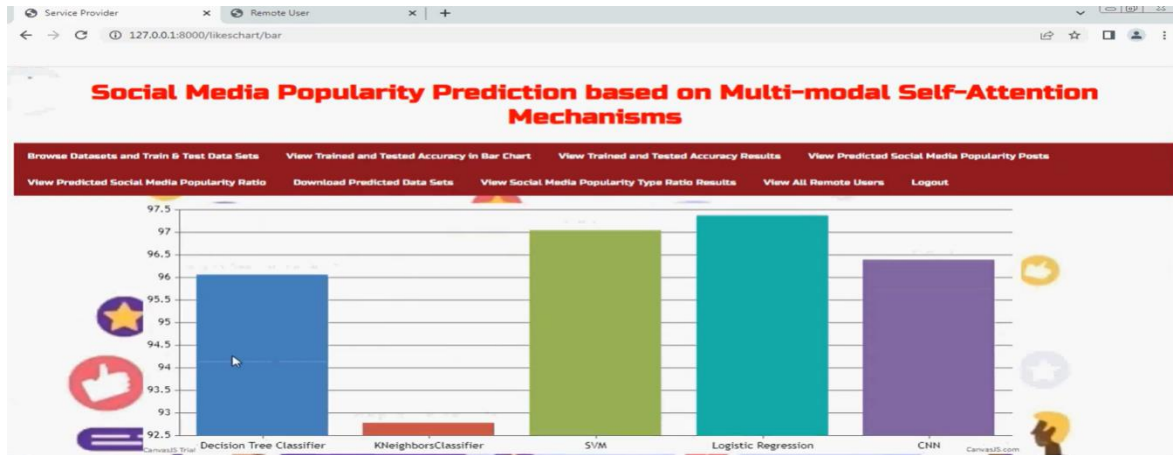 Service Provider
Remote User
127.0.0.1:8000/likeschart/bar
Social Media Popularity Prediction based on Multi-modal Self-Attention
Mechanisms
Browse Datasets and Train & Test Data Sets View Trained and Tested Accuracy in Bar Chart View Trained and Tested Accuracy Results View Predicted Social Media Popularity Posts
View Predicted Social Media Popularity Ratio Download Predicted Data Sets View Social Media Popularity Type Ratio Results View All Remote Users Logout
97.5
97
96.5
96
95.5
95
94.5
94
93.5
93
92.5
Decision Tree Classifier KNeighborsClassifier SVM Logistic Regression CNN
CanvasJS Trial CanvasJS.com